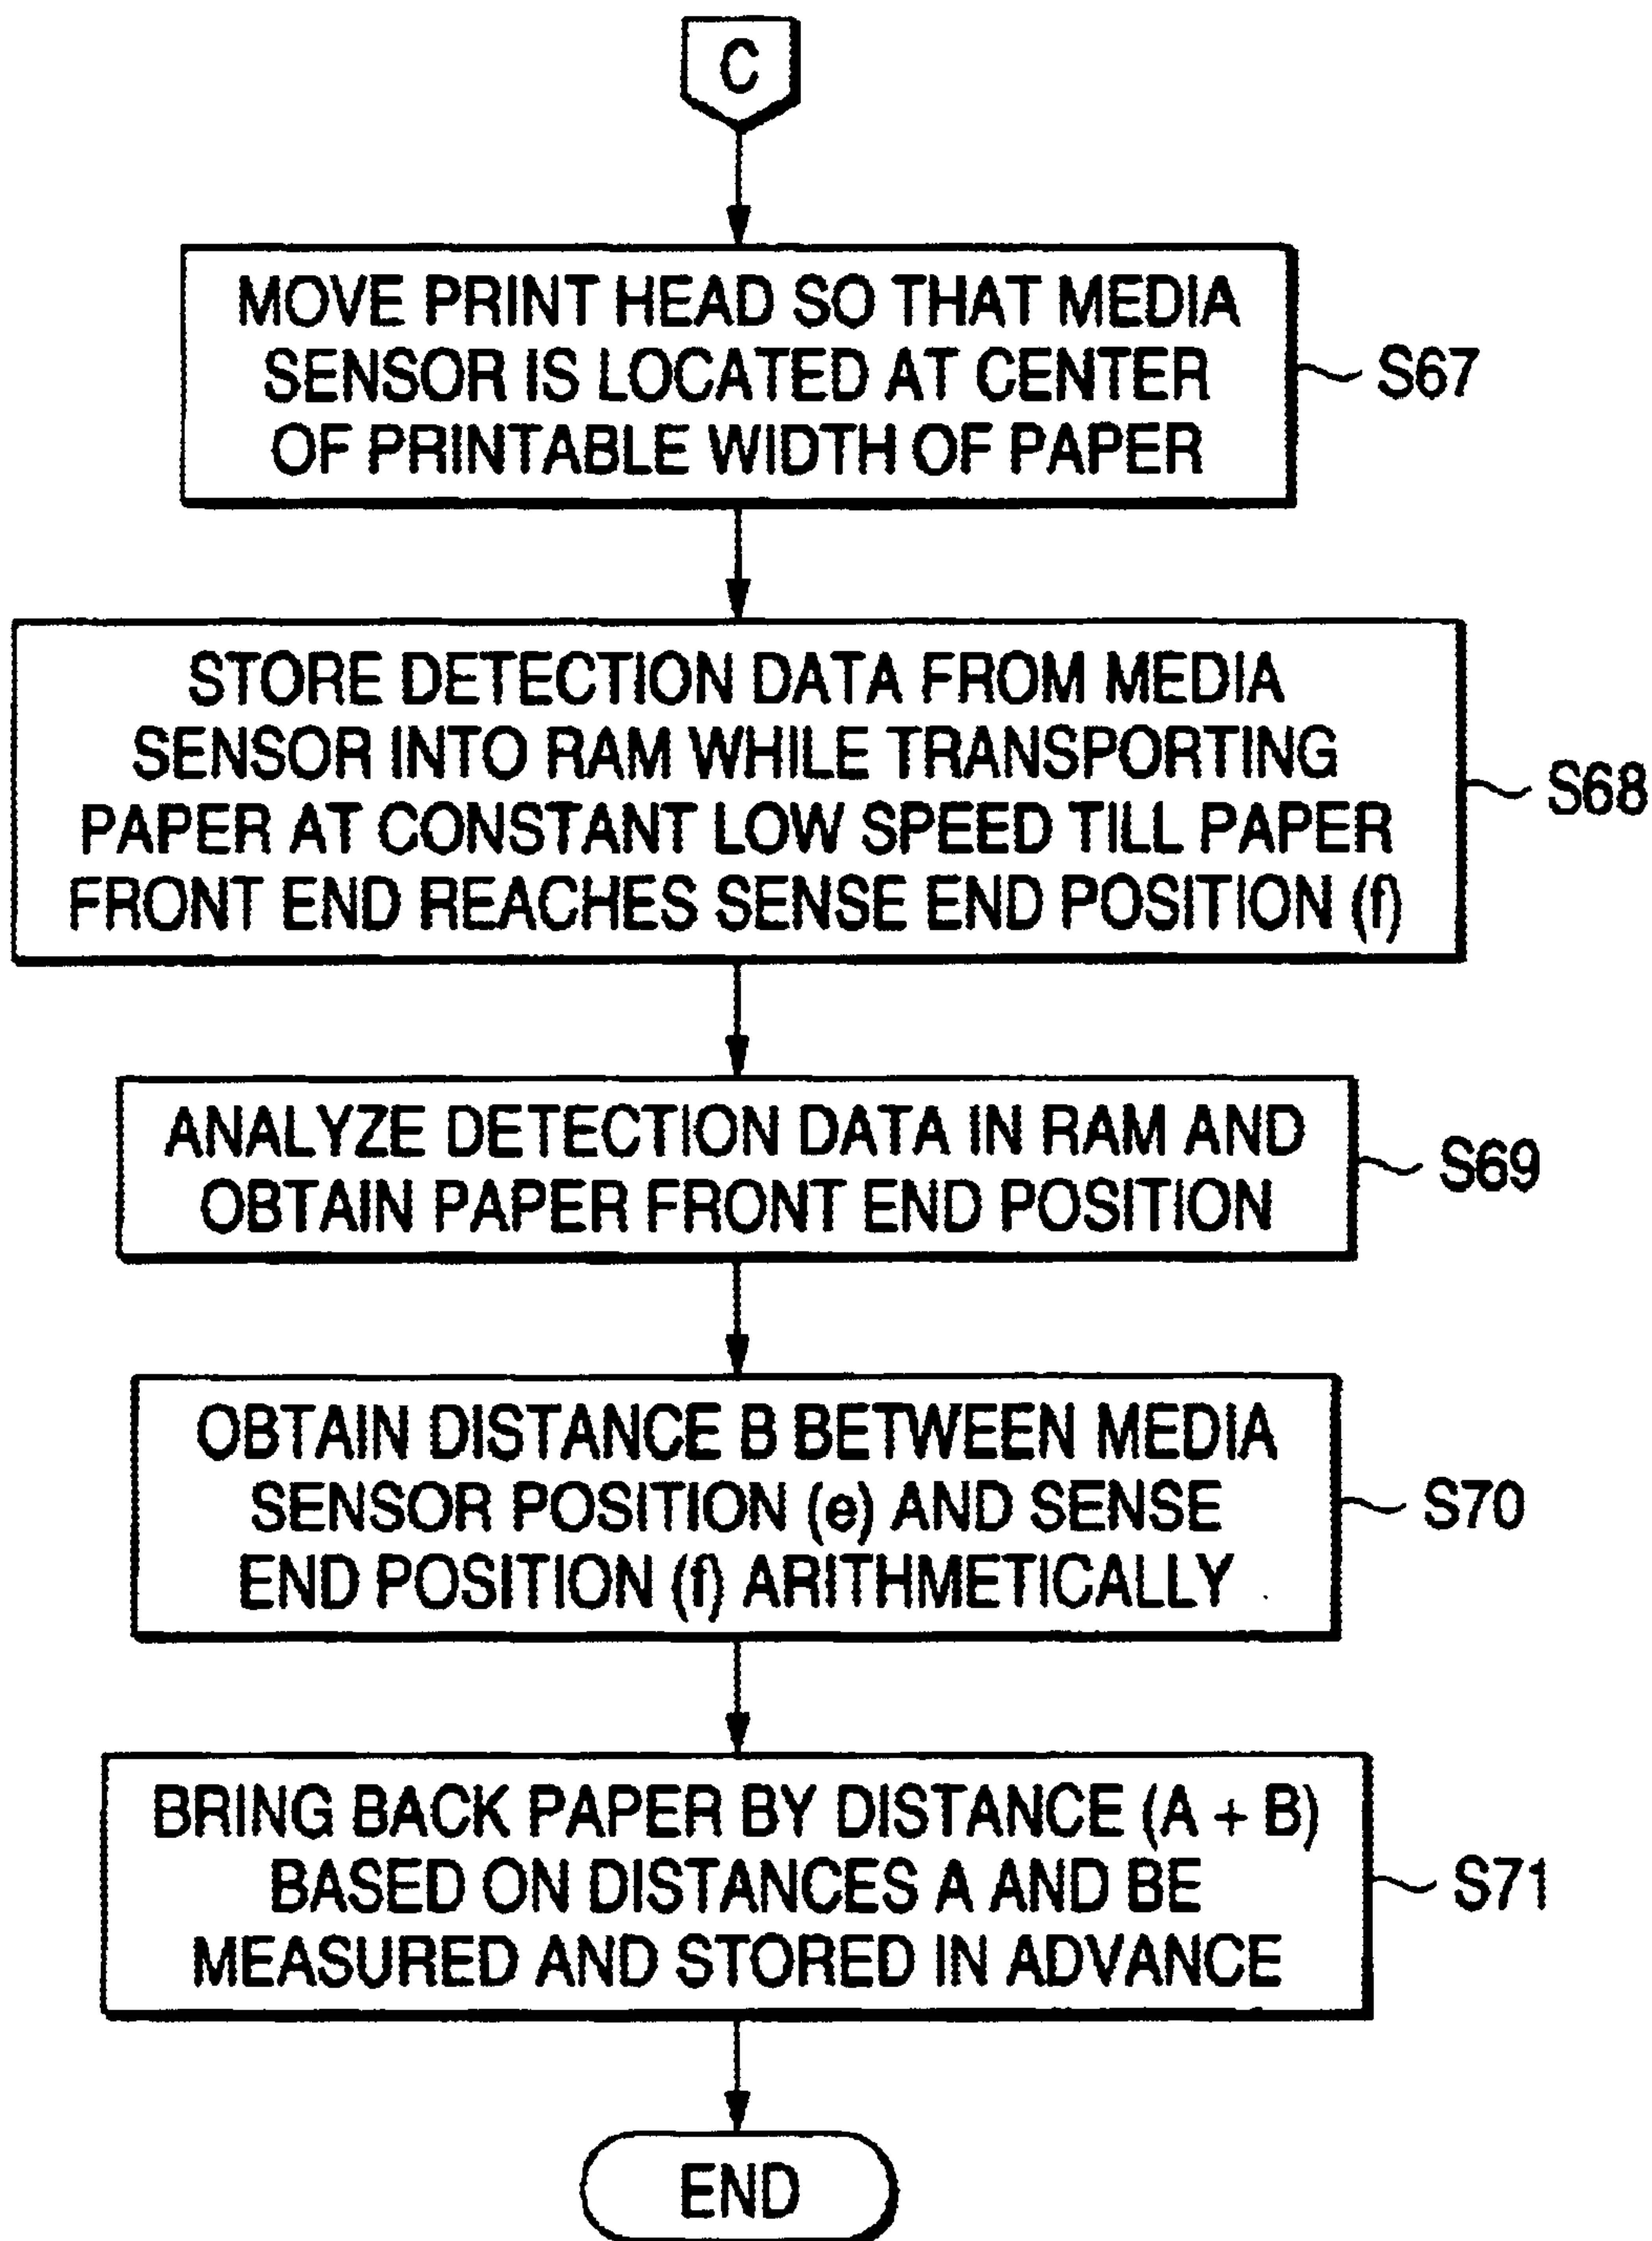 C
MOVE PRINT HEAD SO THAT MEDIA
SENSOR IS LOCATED AT CENTER
OF PRINTABLE WIDTH OF PAPER
S67
STORE DETECTION DATA FROM MEDIA
SENSOR INTO RAM WHILE TRANSPORTING
PAPER AT CONSTANT LOW SPEED TILL PAPER
FRONT END REACHES SENSE END POSITION (f)
S68
ANALYZE DETECTION DATA IN RAM AND
OBTAIN PAPER FRONT END POSITION
S69
OBTAIN DISTANCE B BETWEEN MEDIA
SENSOR POSITION (e) AND SENSE
END POSITION (f) ARITHMETICALLY
S70
BRING BACK PAPER BY DISTANCE (A + B)
BASED ON DISTANCES A AND BE
MEASURED AND STORED IN ADVANCE
S71
END